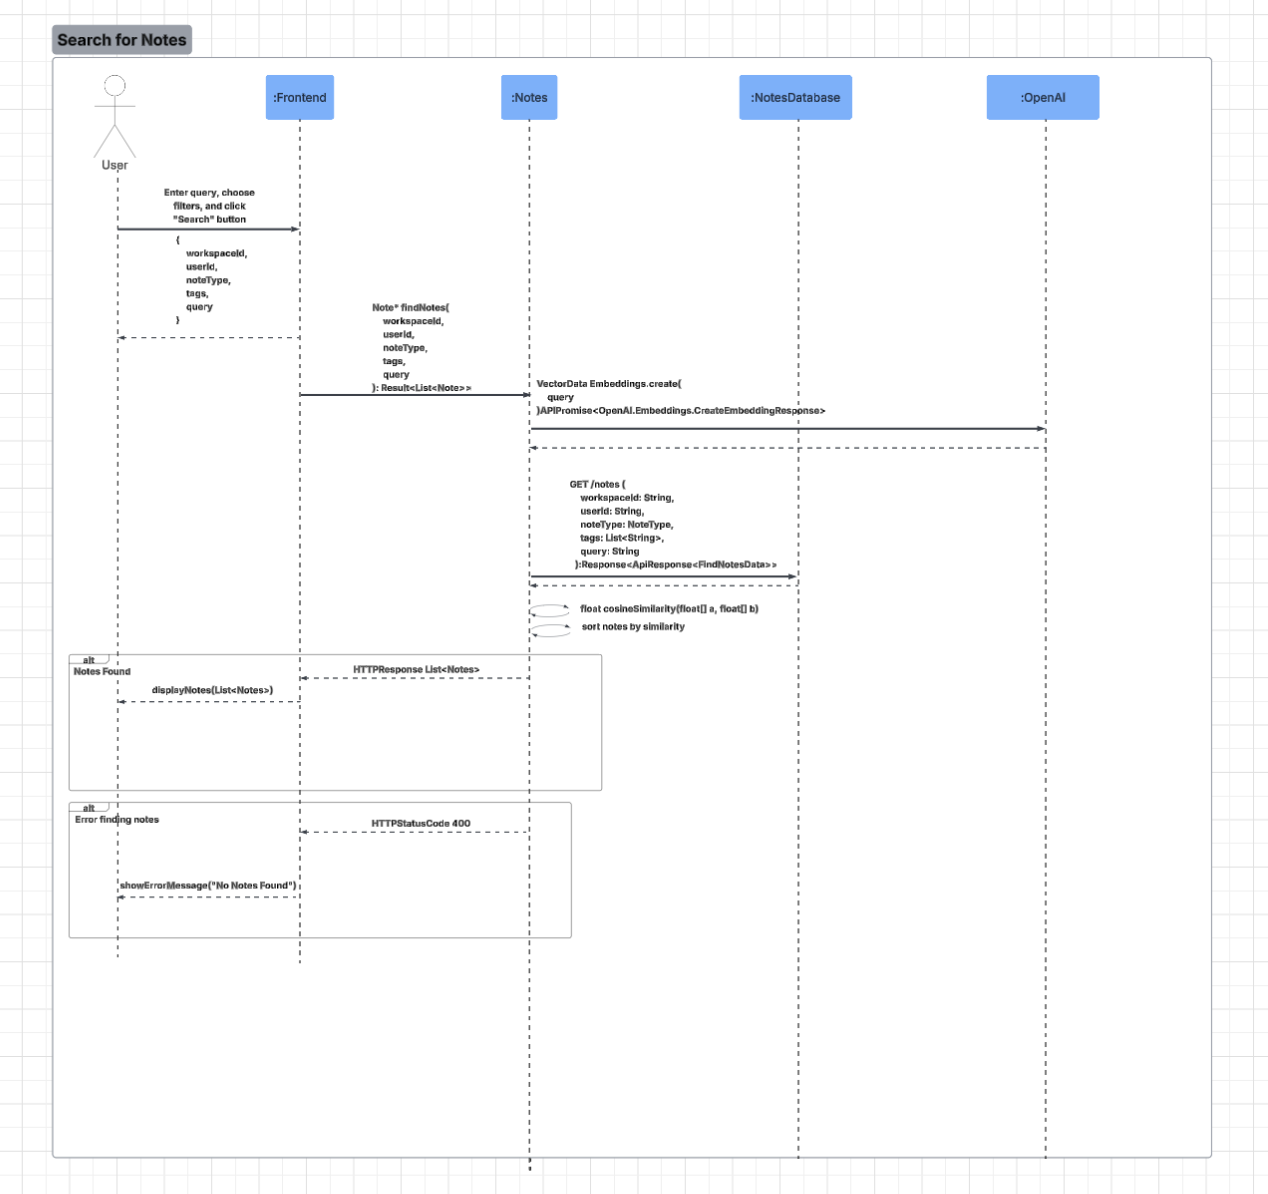 Search for Notes
:Frontend
:Notes
:NotesDatabase
:OpenAI
User
Enter query, choose
filters, and click
"Search" button
{
workspaceId,
userId,
noteType,
tags,
query
}
Note* findNotes(
workspaceId,
userId,
noteType,
tags,
query
): Result<List<Note>>
VectorData Embeddings.create(
query
)APIPromise<OpenAI.Embeddings.CreateEmbeddingResponse>
GET /notes (
workspaceId: String,
userId: String,
noteType: NoteType,
tags: List<String>,
query: String
):Response<ApiResponse<FindNotesData>>
float cosineSimilarity(float[] a, float[] b)
sort notes by similarity
alt
Notes Found
HTTPResponse List<Notes>
displayNotes(List<Notes>)
alt
Error finding notes
HTTPStatusCode 400
showErrorMessage("No Notes Found")